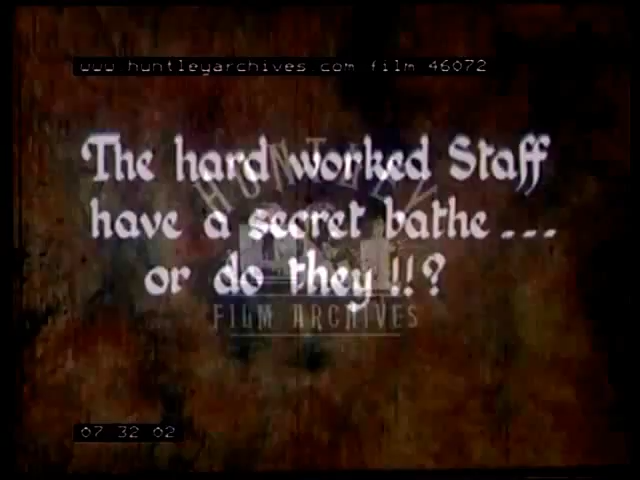 www.huntleyarchives.com film 46072
The hard worked Staff
HUNTLEY
have a secret bathe...
or do they!!?
FILM ARCHIVES
07 32 02